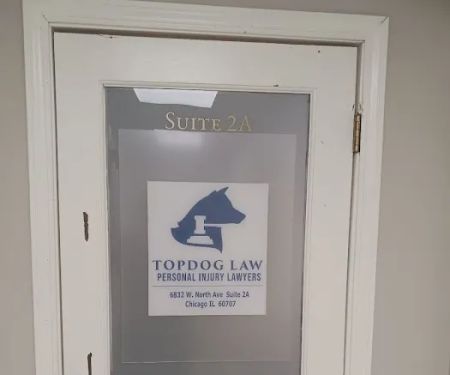 SUITE 2A
TOPDOG LAW
PERSONAL INJURY LAWYERS
6832 W. North Ave Suite 2A
Chicago IL 60707